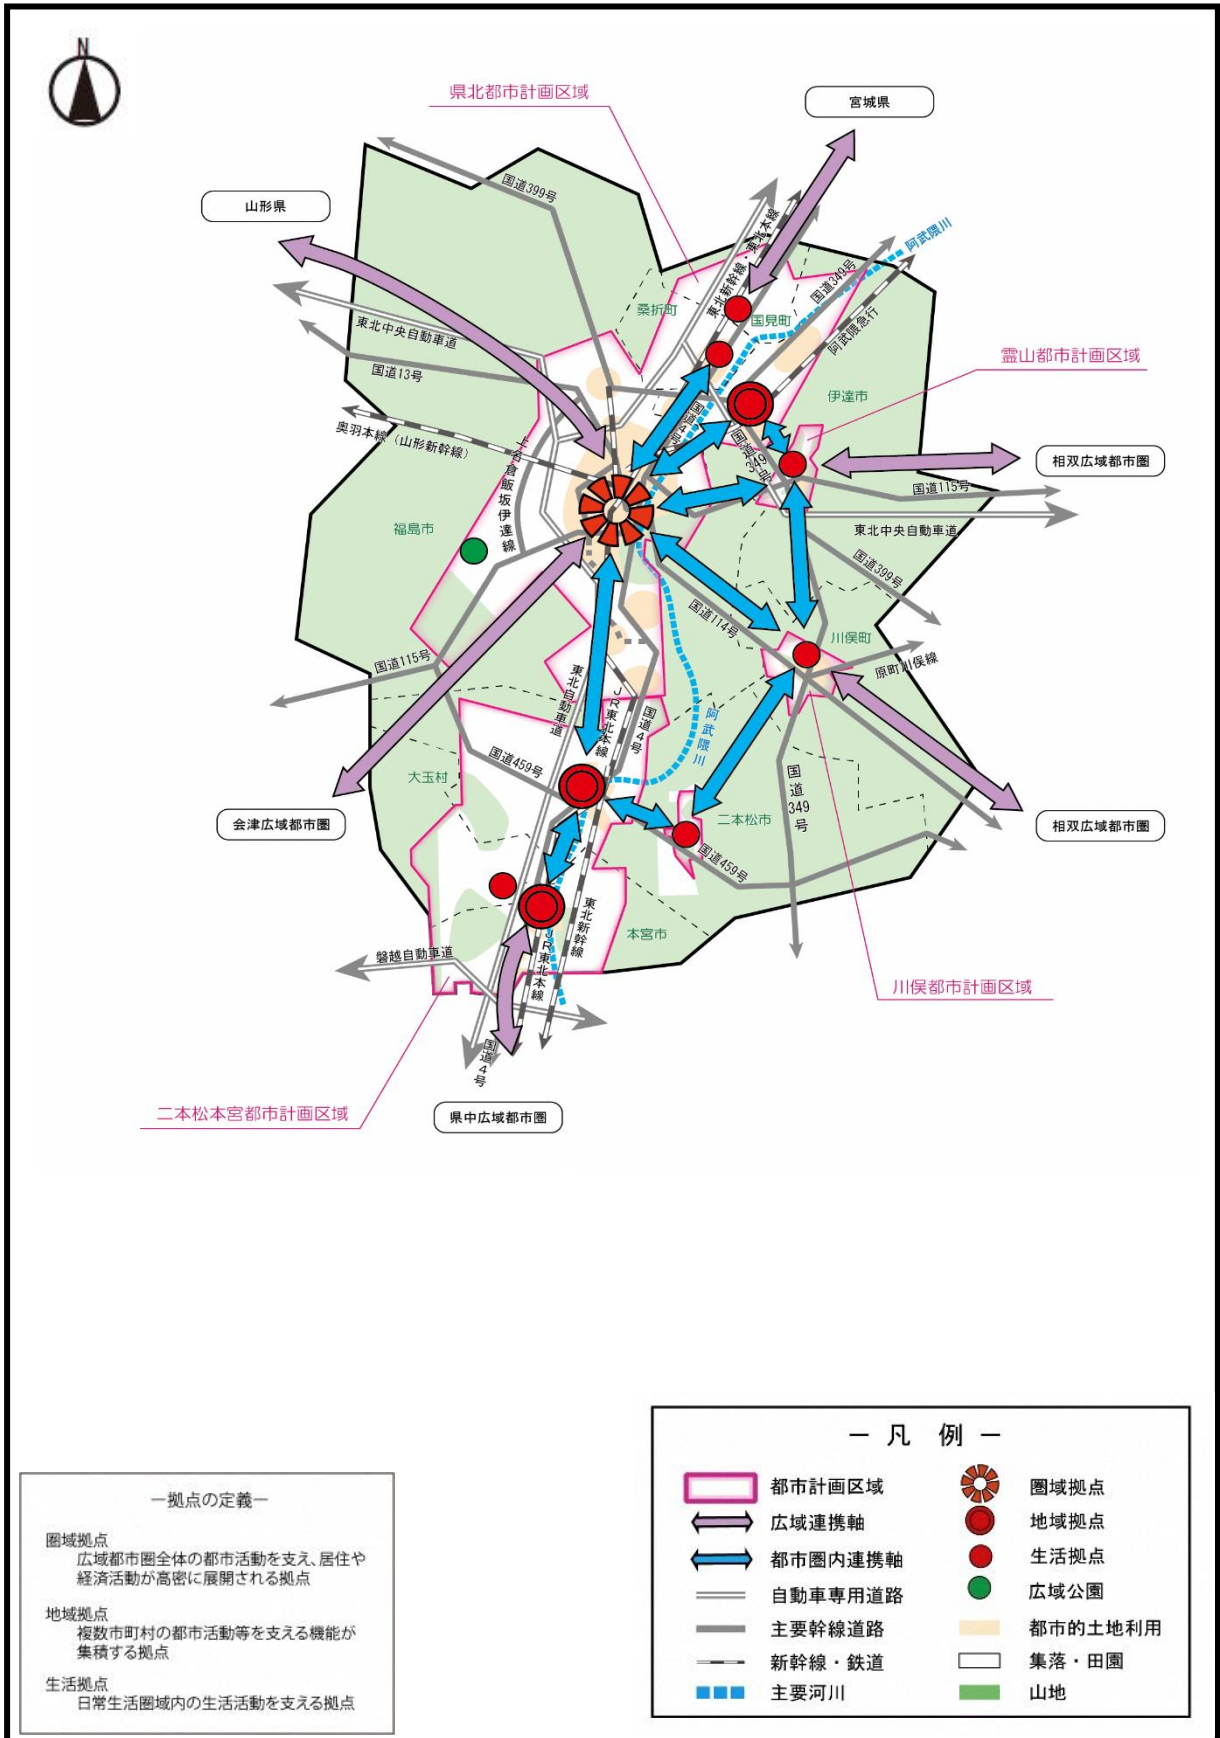 N
県北都市計画区域
宮城県
山形県
国道399号
東北新幹線・東北本線
阿武隈川
国道349号
桑折町
国見町
阿武隈急行
東北中央自動車道
国道13号
霊山都市計画区域
伊達市
奥羽本線(山形新幹線)
上名倉飯坂伊達線
国道4号
国道349号
相双広域都市圏
国道115号
福島市
東北中央自動車道
国道399号
国道114号
川俣町
原町川俣線
国道115号
東北自動車道
JR東北本線
国道4号
阿武隈川
国道459号
大玉村
国道349号
会津広域都市圏
二本松市
相双広域都市圏
国道459号
東北新幹線
本宮市
JR東北本線
磐越自動車道
川俣都市計画区域
国道4号
二本松本宮都市計画区域
県中広域都市圏
―拠点の定義―
圏域拠点
広域都市圏全体の都市活動を支え、居住や
経済活動が高密に展開される拠点
地域拠点
複数市町村の都市活動等を支える機能が
集積する拠点
生活拠点
日常生活圏域内の生活活動を支える拠点
― 凡 例 ―
都市計画区域
広域連携軸
都市圏内連携軸
自動車専用道路
主要幹線道路
新幹線・鉄道
主要河川
圏域拠点
地域拠点
生活拠点
広域公園
都市的土地利用
集落・田園
山地